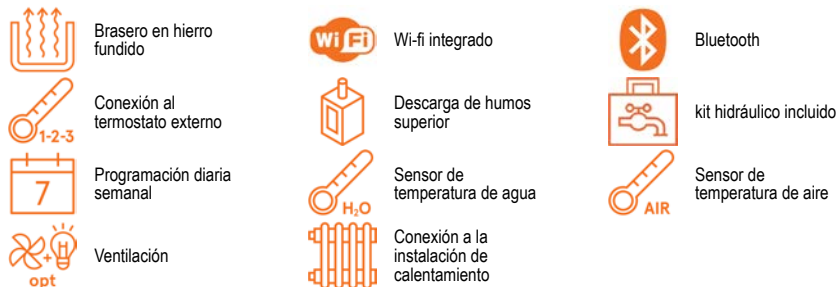 Brasero en hierro
fundido
WiFi
Wi-fi integrado
Bluetooth
1-2-3
Conexión al
termostato externo
Descarga de humos
superior
kit hidráulico incluido
7
Programación diaria
semanal
H₂O
Sensor de
temperatura de agua
AIR
Sensor de
temperatura de aire
+
opt
Ventilación
Conexión a la
instalación de
calentamiento